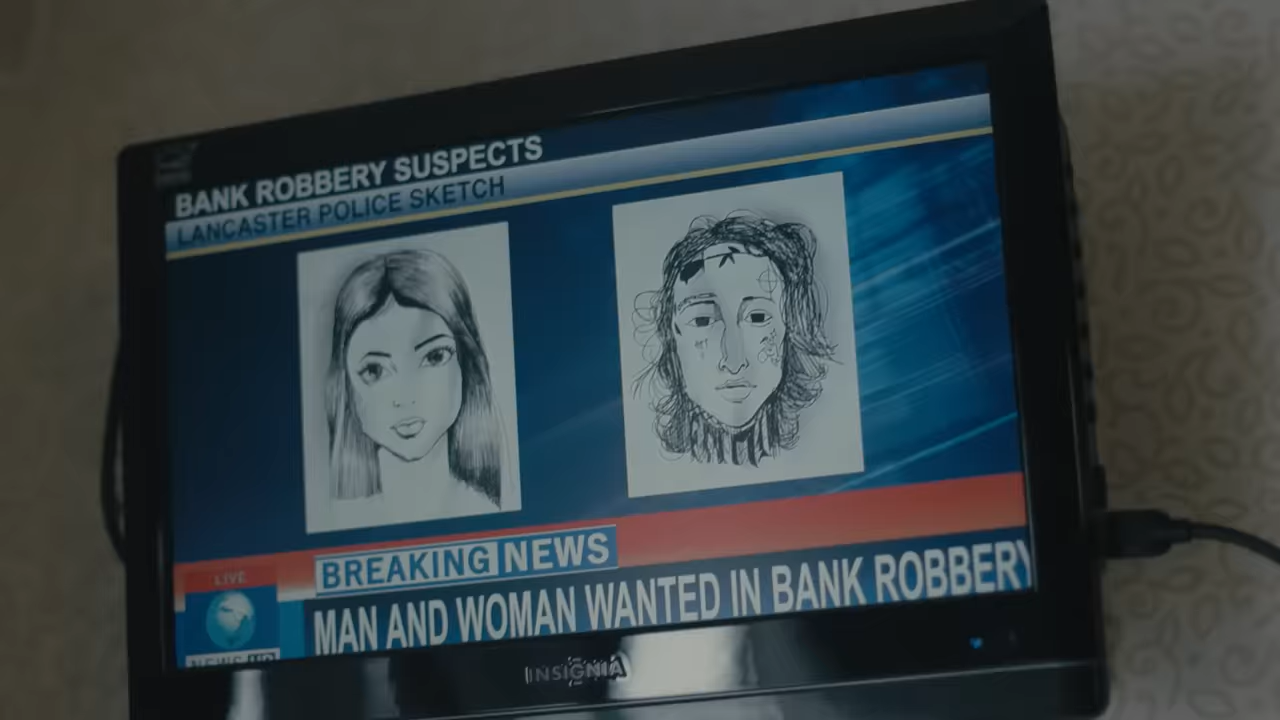 BANK ROBBERY SUSPECTS
LANCASTER POLICE SKETCH
BREAKING NEWS
LIVE
MAN AND WOMAN WANTED IN BANK ROBBERY
INSIGNIA